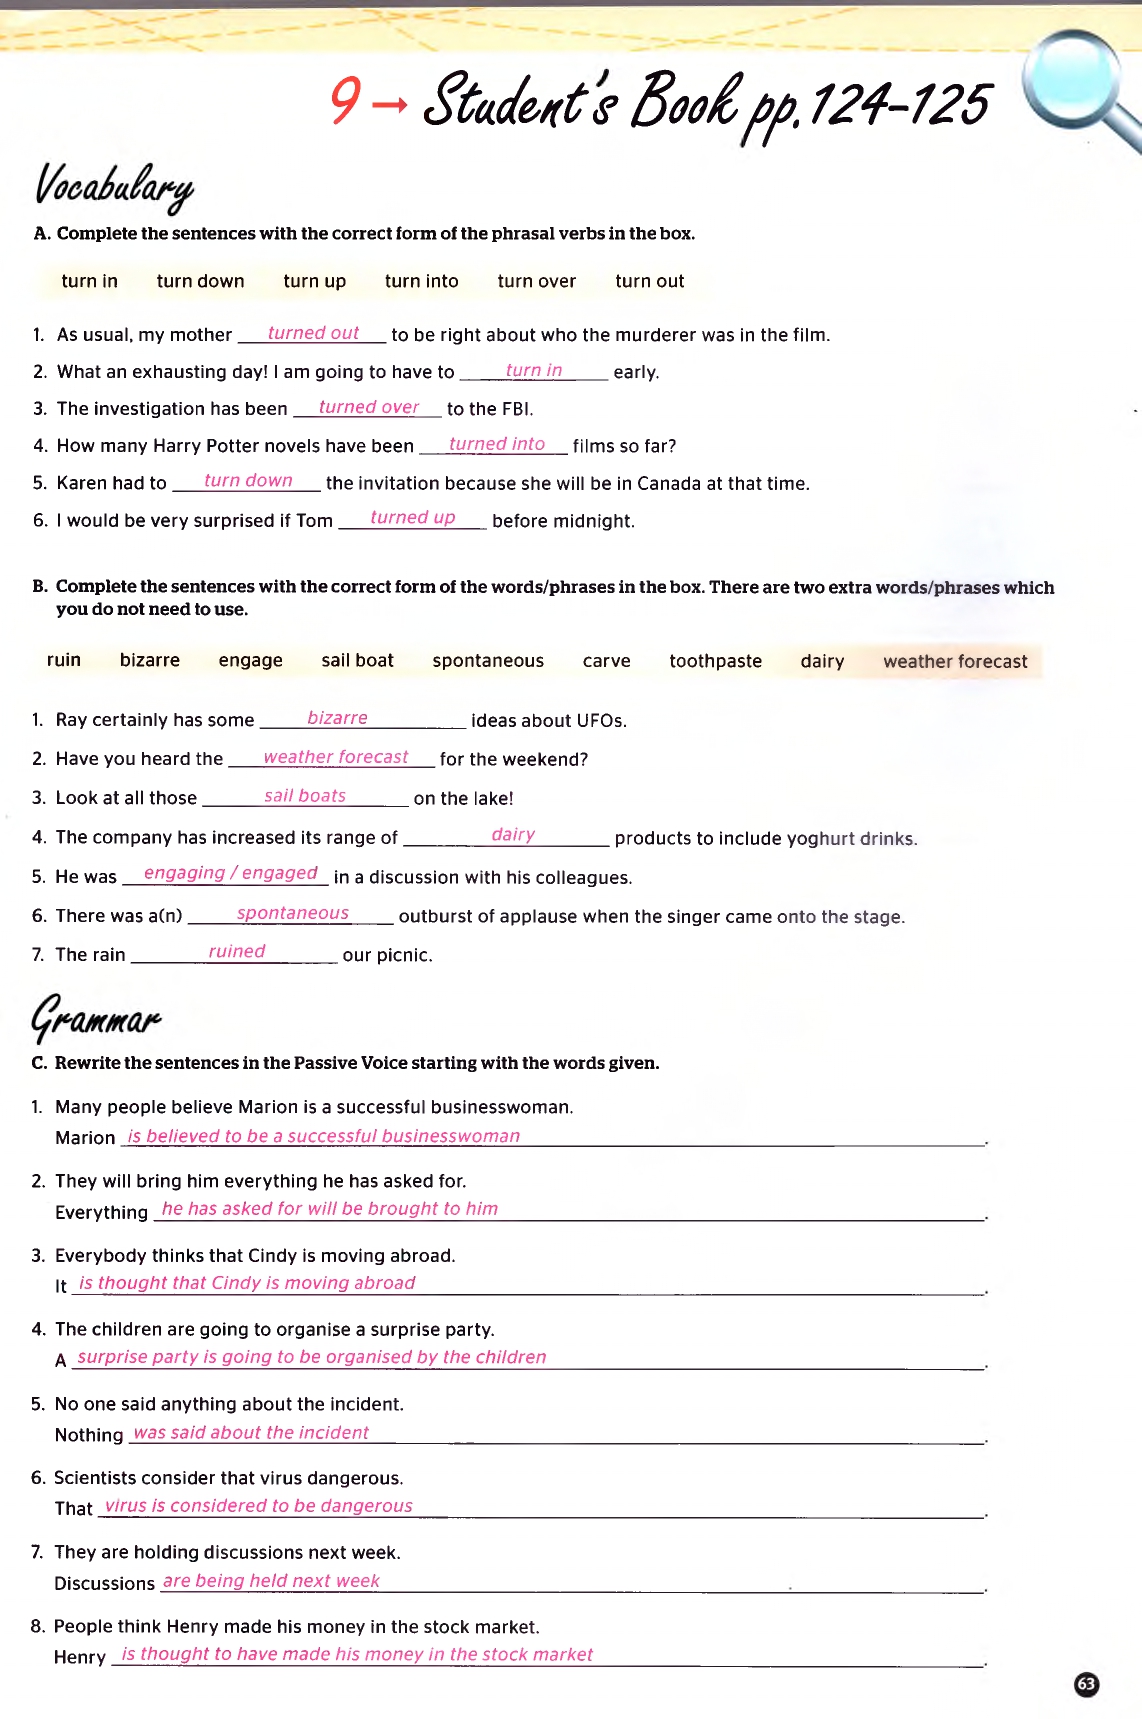 9 → Student's Book pp. 124-125
Vocabulary
A. Complete the sentences with the correct form of the phrasal verbs in the box.
turn in turn down turn up turn into turn over turn out
1. As usual, my mother turned out to be right about who the murderer was in the film.
2. What an exhausting day! I am going to have to turn in early.
3. The investigation has been turned over to the FBI.
4. How many Harry Potter novels have been turned into films so far?
5. Karen had to turn down the invitation because she will be in Canada at that time.
6. I would be very surprised if Tom turned up before midnight.
B. Complete the sentences with the correct form of the words/phrases in the box. There are two extra words/phrases which
you do not need to use.
ruin bizarre engage sail boat spontaneous carve toothpaste dairy weather forecast
1. Ray certainly has some bizarre ideas about UFOs.
2. Have you heard the weather forecast for the weekend?
3. Look at all those sail boats on the lake!
4. The company has increased its range of dairy products to include yoghurt drinks.
5. He was engaging / engaged in a discussion with his colleagues.
6. There was a(n) spontaneous outburst of applause when the singer came onto the stage.
7. The rain ruined our picnic.
Grammar
C. Rewrite the sentences in the Passive Voice starting with the words given.
1. Many people believe Marion is a successful businesswoman.
Marion is believed to be a successful businesswoman.
2. They will bring him everything he has asked for.
Everything he has asked for will be brought to him.
3. Everybody thinks that Cindy is moving abroad.
It is thought that Cindy is moving abroad.
4. The children are going to organise a surprise party.
A surprise party is going to be organised by the children.
5. No one said anything about the incident.
Nothing was said about the incident.
6. Scientists consider that virus dangerous.
That virus is considered to be dangerous.
7. They are holding discussions next week.
Discussions are being held next week.
8. People think Henry made his money in the stock market.
Henry is thought to have made his money in the stock market.
63